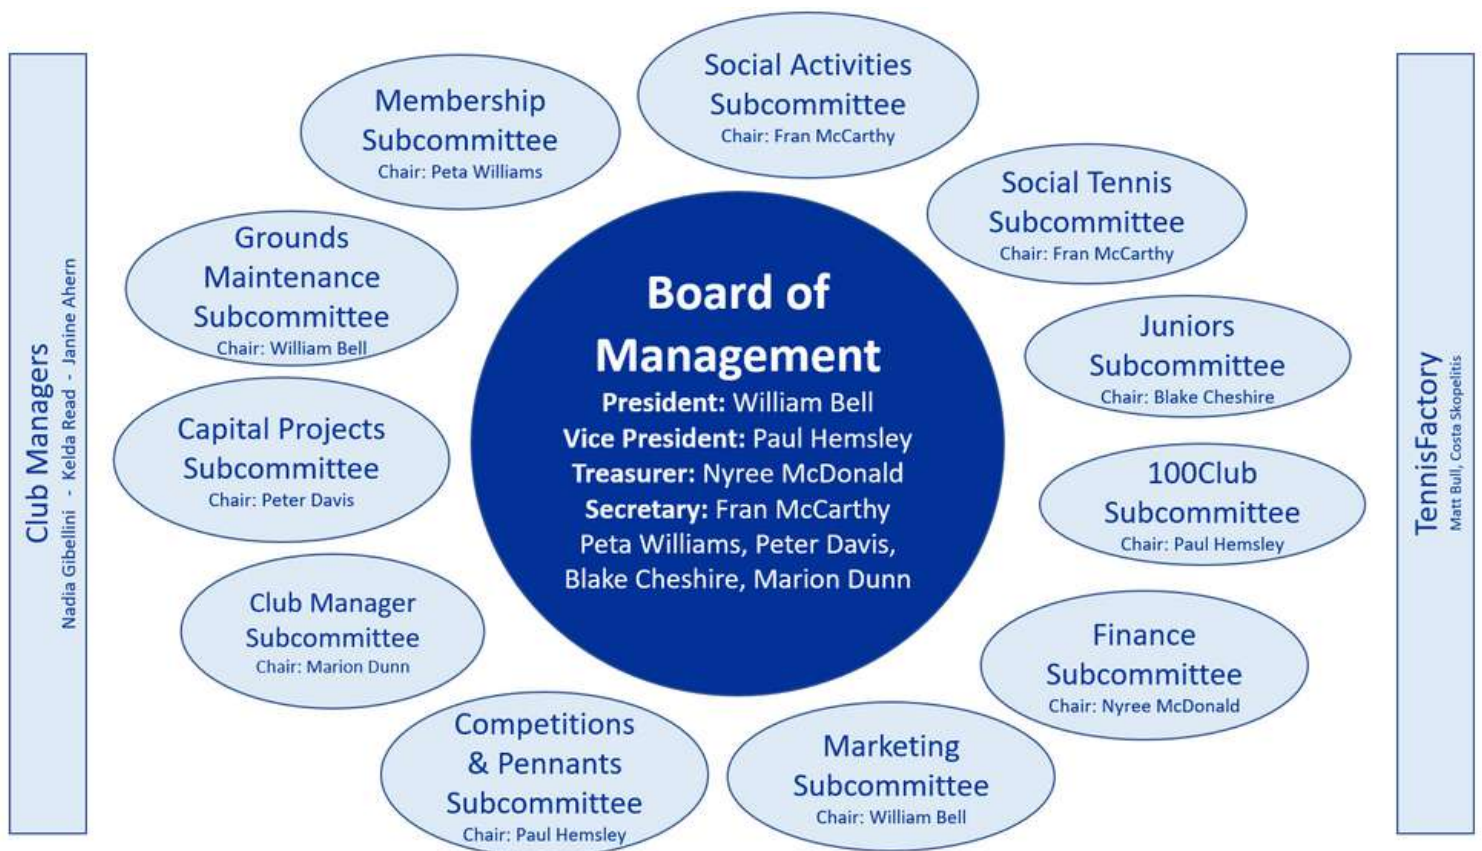 Social Activities
Subcommittee
Chair: Fran McCarthy
Membership
Subcommittee
Chair: Peta Williams
Social Tennis
Subcommittee
Chair: Fran McCarthy
Grounds
Maintenance
Subcommittee
Chair: William Bell
Juniors
Subcommittee
Chair: Blake Cheshire
Capital Projects
Subcommittee
Chair: Peter Davis
100Club
Subcommittee
Chair: Paul Hemsley
Club Manager
Subcommittee
Chair: Marion Dunn
Finance
Subcommittee
Chair: Nyree McDonald
Competitions
& Pennants
Subcommittee
Chair: Paul Hemsley
Marketing
Subcommittee
Chair: William Bell
Board of
Management
President: William Bell
Vice President: Paul Hemsley
Treasurer: Nyree McDonald
Secretary: Fran McCarthy
Peta Williams, Peter Davis,
Blake Cheshire, Marion Dunn
Club Managers
Nadia Gibellini - Kelda Read - Janine Ahern
TennisFactory
Matt Bull, Costa Skopelitis